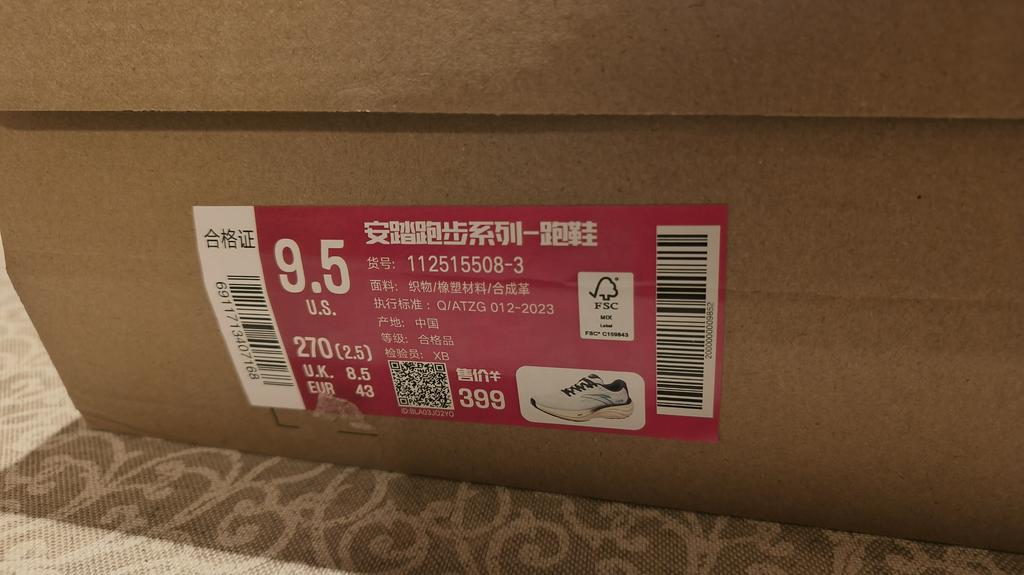 合格证
6911713407168
9.5
U.S.
270(2.5)
U.K. 8.5
EUR 43
安踏跑步系列-跑鞋
货号: 112515508-3
面料: 织物/橡塑材料/合成革
执行标准: Q/ATZG 012-2023
产地: 中国
等级: 合格品
检验员: XB
ID:BLA03JO2YO
售价¥
399
FSC
MIX
Label
FSC® C159843